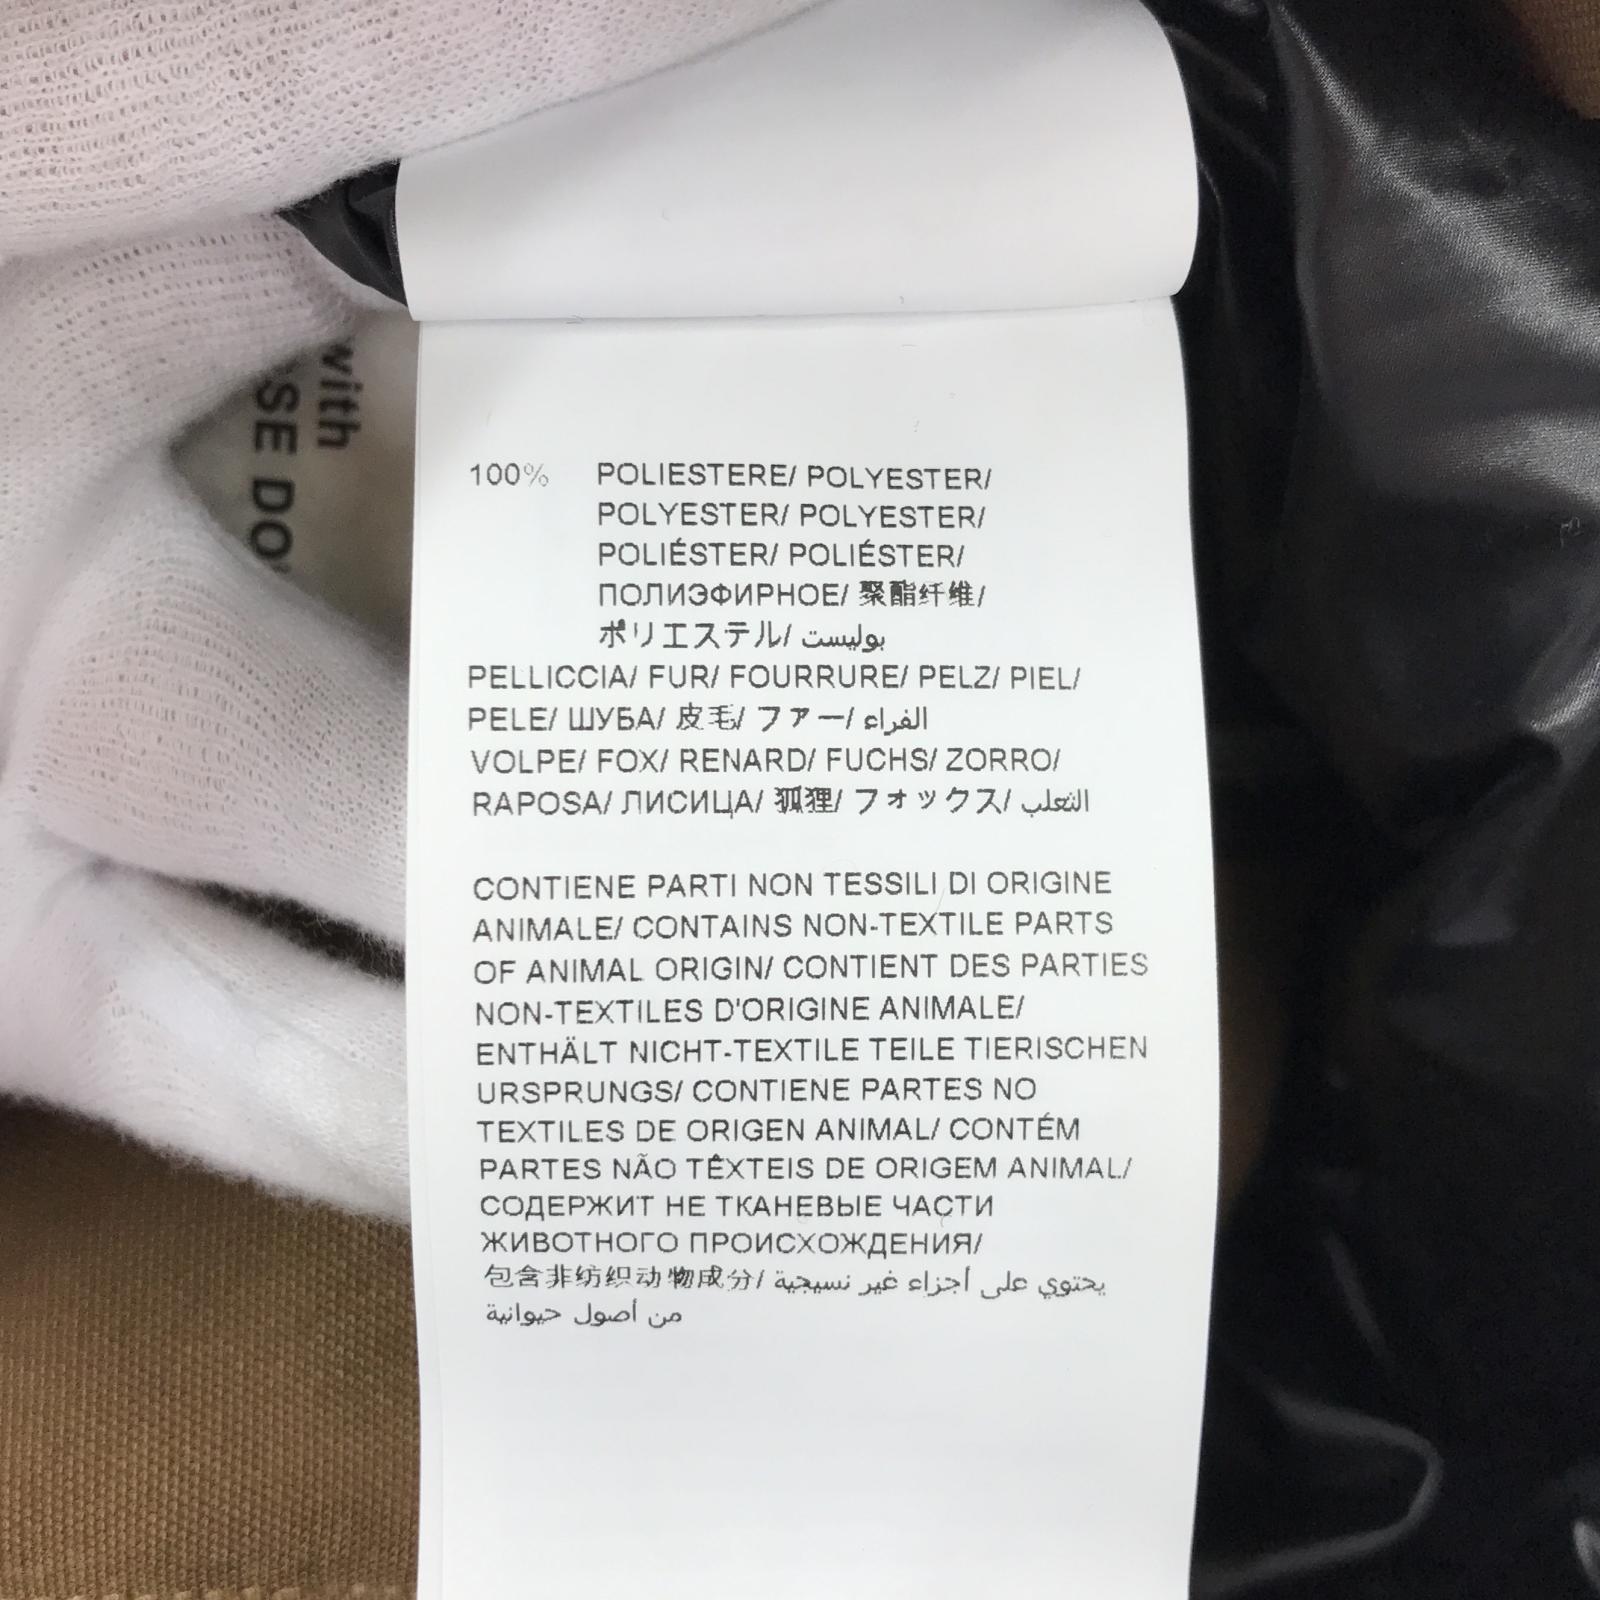 with
SE DO
100% POLIESTERE/ POLYESTER/
POLYESTER/ POLYESTER/
POLIÉSTER/ POLIÉSTER/
ПОЛИЭФИРНОЕ/ 聚酯纤维/
ポリエステル/ بوليست
PELLICCIA/ FUR/ FOURRURE/ PELZ/ PIEL/
PELE/ ШУБА/ 皮毛/ ファー/ الفراء
VOLPE/ FOX/ RENARD/ FUCHS/ ZORRO/
RAPOSA/ ЛИСИЦА/ 狐狸/ フォックス/ الثعلب
CONTIENE PARTI NON TESSILI DI ORIGINE
ANIMALE/ CONTAINS NON-TEXTILE PARTS
OF ANIMAL ORIGIN/ CONTIENT DES PARTIES
NON-TEXTILES D'ORIGINE ANIMALE/
ENTHÄLT NICHT-TEXTILE TEILE TIERISCHEN
URSPRUNGS/ CONTIENE PARTES NO
TEXTILES DE ORIGEN ANIMAL/ CONTÉM
PARTES NÃO TÊXTEIS DE ORIGEM ANIMAL/
СОДЕРЖИТ НЕ ТКАНЕВЫЕ ЧАСТИ
ЖИВОТНОГО ПРОИСХОЖДЕНИЯ/
包含非纺织动物成分/ يحتوي على أجزاء غير نسيجية
من أصول حيوانية